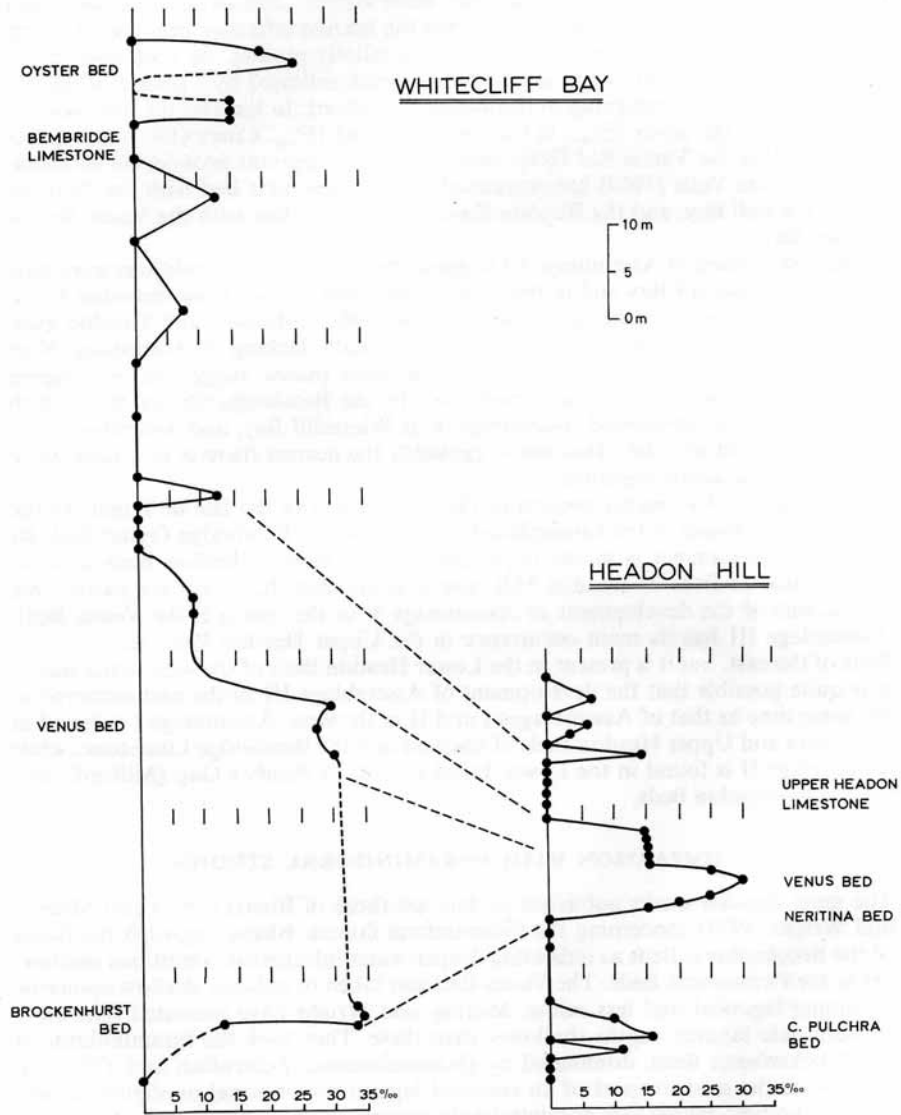 WHITECLIFF BAY
OYSTER BED
BEMBRIDGE
LIMESTONE
10 m
5
0 m
HEADON HILL
VENUS BED
UPPER HEADON
LIMESTONE
VENUS BED
NERITINA BED
BROCKENHURST
BED
C. PULCHRA
BED
5 10 15 20 25 30 35‰
5 10 15 20 25 30 35‰